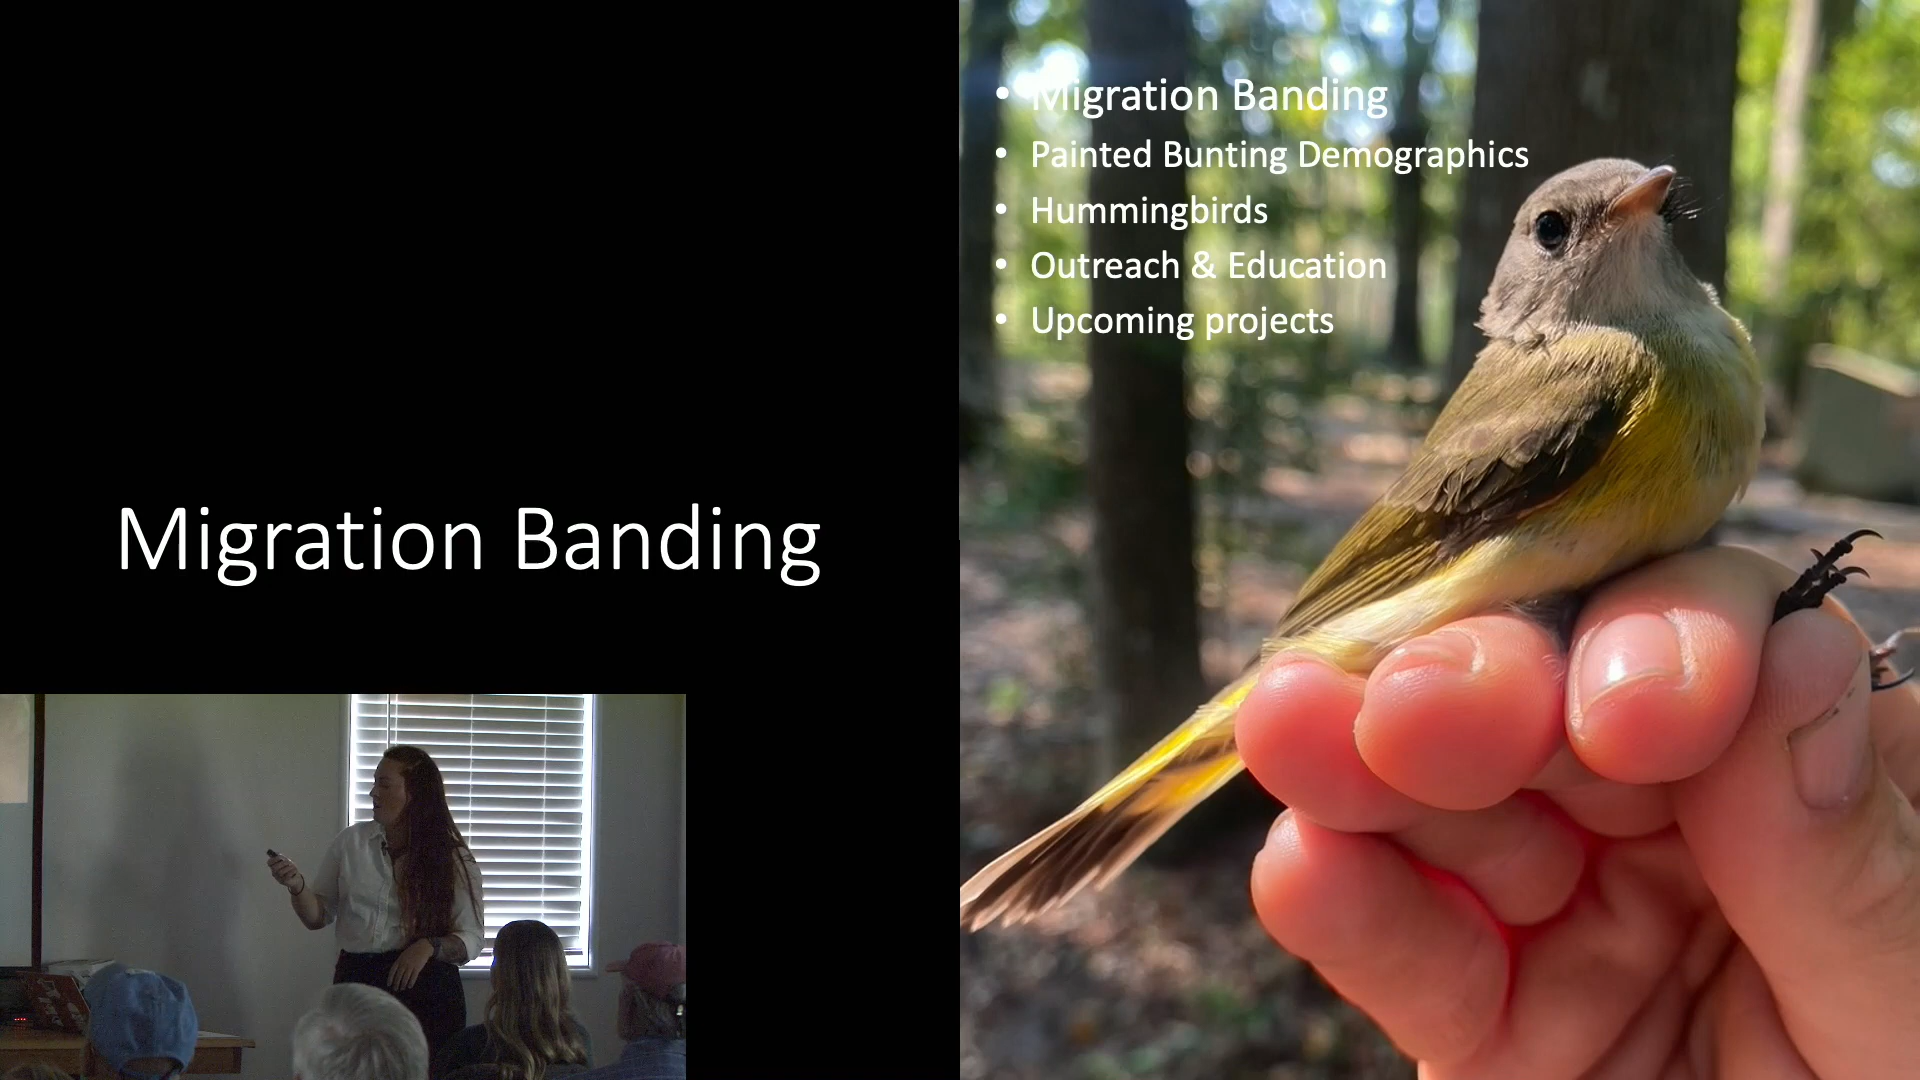 Migration Banding
• Migration Banding
• Painted Bunting Demographics
• Hummingbirds
• Outreach & Education
• Upcoming projects